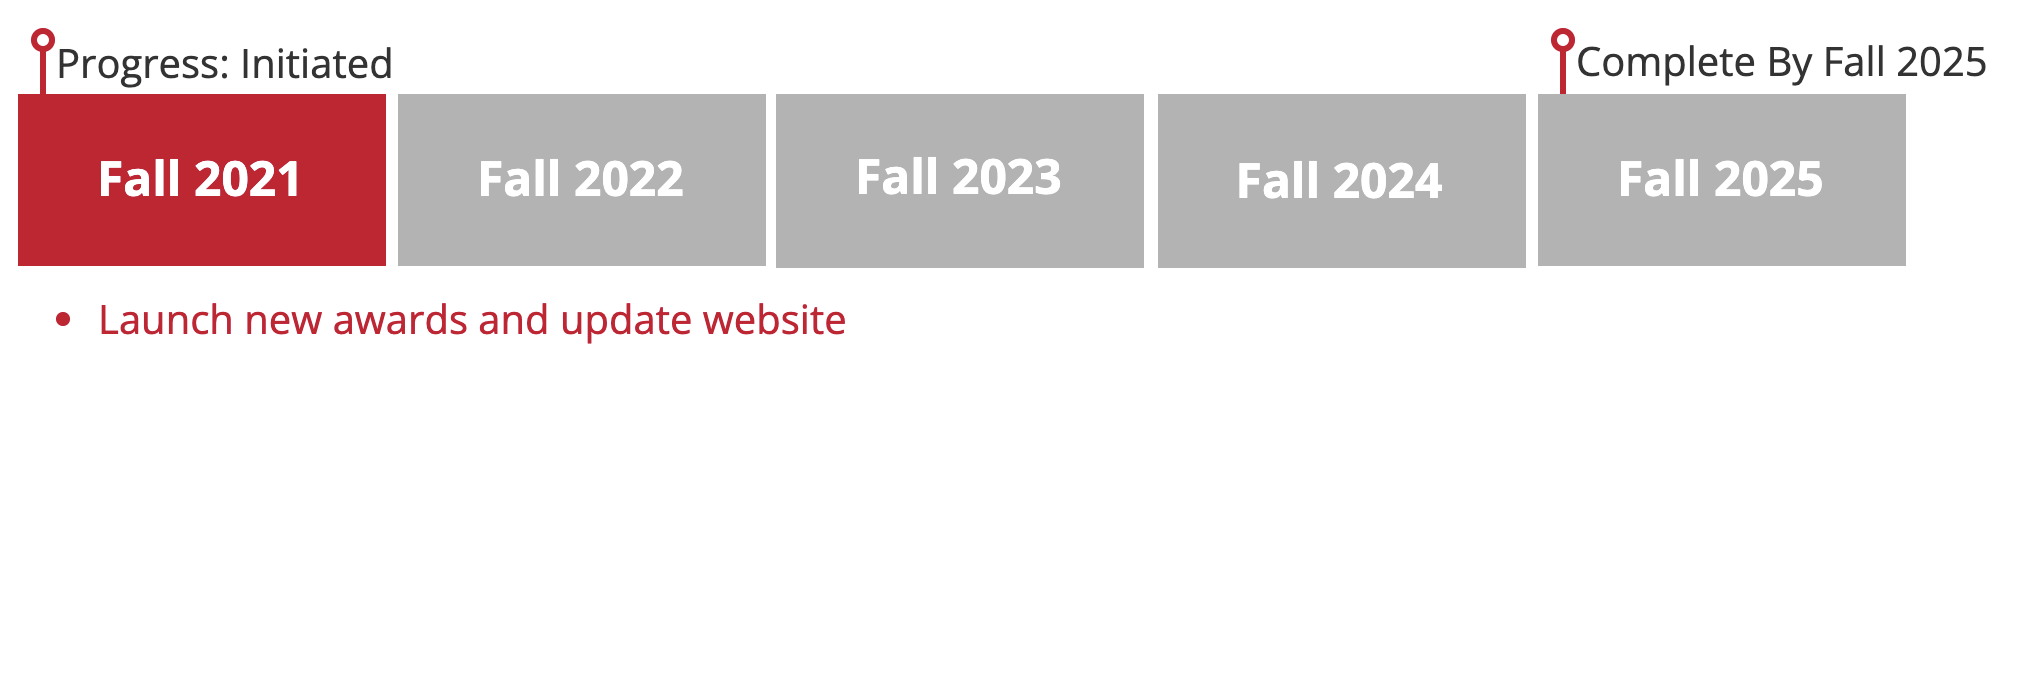 Progress: Initiated
Complete By Fall 2025
Fall 2021
Fall 2022
Fall 2023
Fall 2024
Fall 2025
• Launch new awards and update website